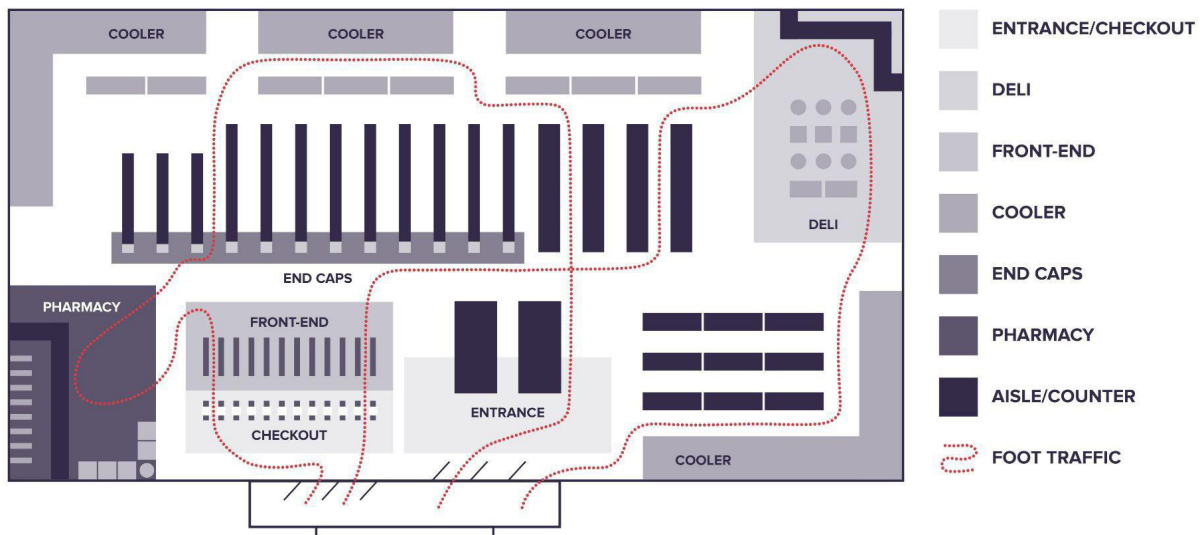 COOLER
COOLER
COOLER
DELI
END CAPS
PHARMACY
FRONT-END
CHECKOUT
ENTRANCE
COOLER
ENTRANCE/CHECKOUT
DELI
FRONT-END
COOLER
END CAPS
PHARMACY
AISLE/COUNTER
FOOT TRAFFIC